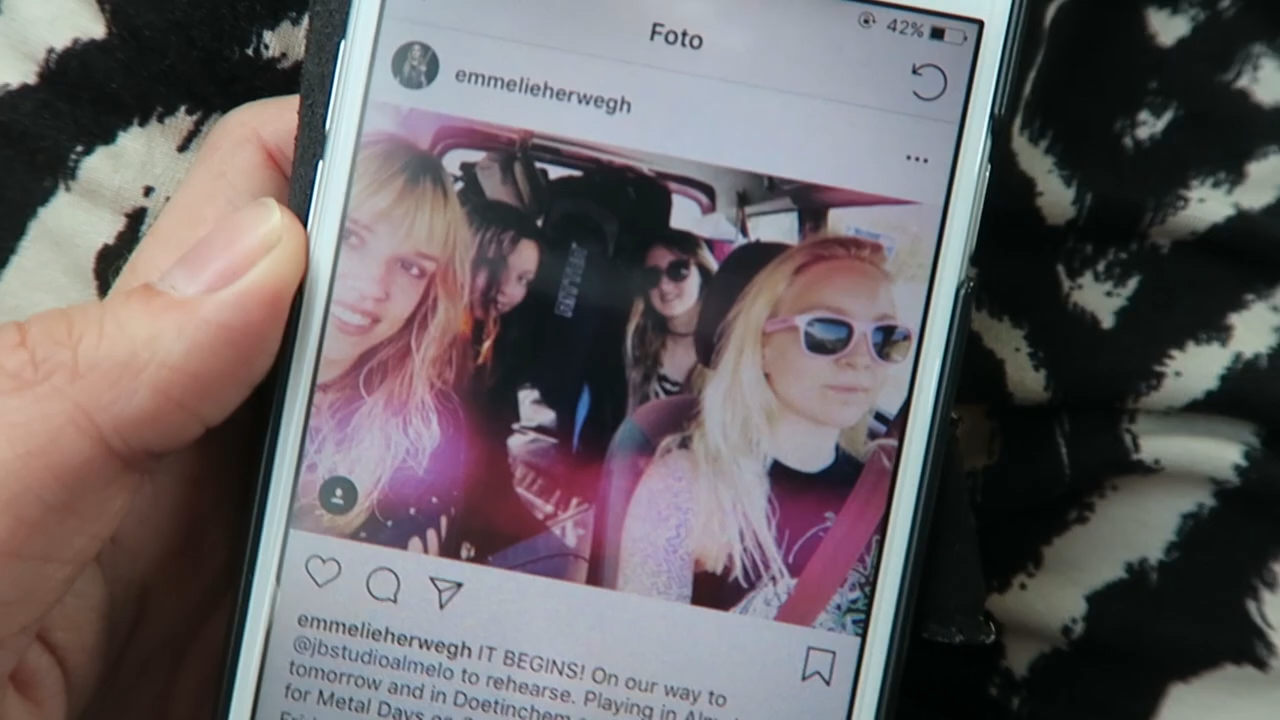 42%
Foto
emmelieherwegh
emmelieherwegh IT BEGINS! On our way to
@jbstudioalmelo to rehearse. Playing in
tomorrow and in Doetinchem
for Metal Days